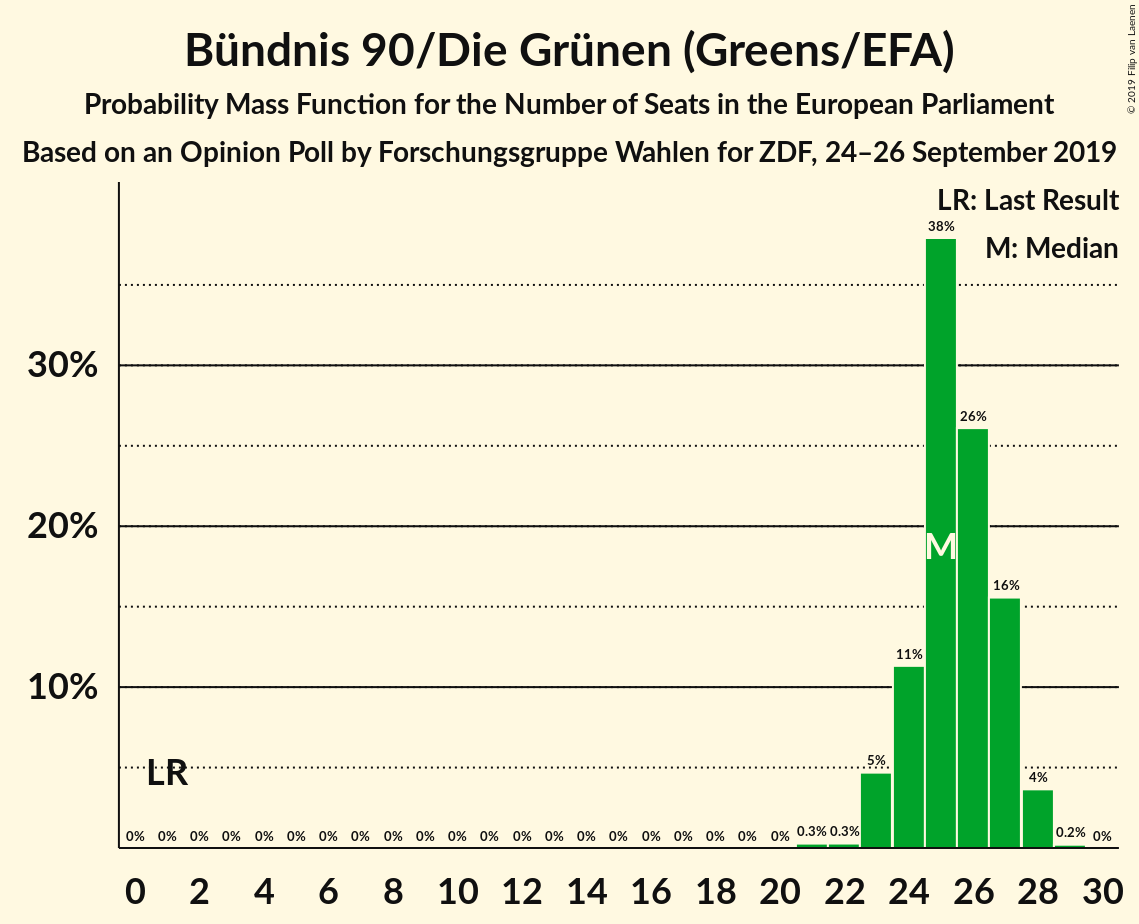 Bündnis 90/Die Grünen (Greens/EFA)
Probability Mass Function for the Number of Seats in the European Parliament
Based on an Opinion Poll by Forschungsgruppe Wahlen for ZDF, 24–26 September 2019
© 2019 Filip van Laenen
LR: Last Result
M: Median
38%
30%
26%
20%
M
16%
11%
10%
LR
5%
4%
0% 0% 0% 0% 0% 0% 0% 0% 0% 0% 0% 0% 0% 0% 0% 0% 0% 0% 0% 0% 0% 0.3% 0.3% 0.2% 0%
0 2 4 6 8 10 12 14 16 18 20 22 24 26 28 30